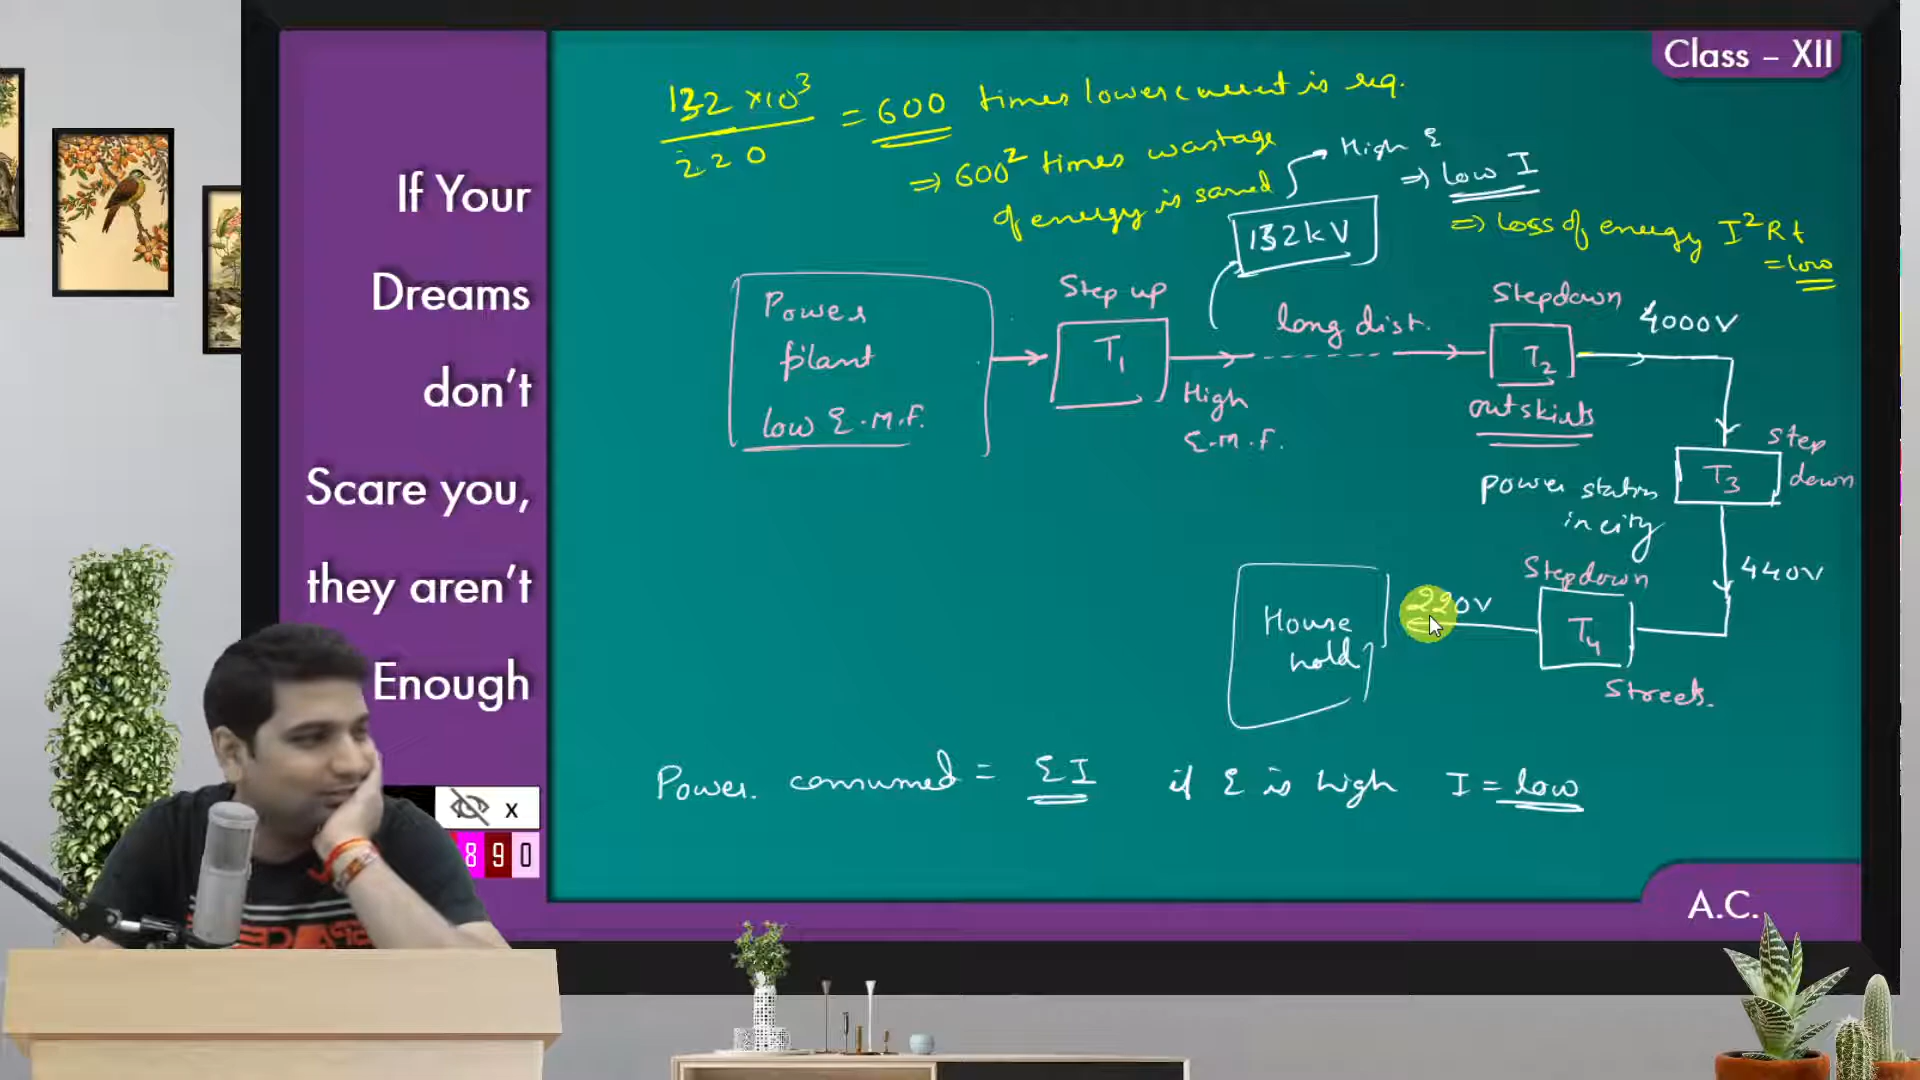 Class – XII
If Your
Dreams
don't
Scare you,
they aren't
Enough
132 ×10³
220
= 600 times lower current is req.
⇒ 600² times wastage
of energy is saved
High ε
⇒ low I
⇒ loss of energy I²Rt
= low
132kV
Power
plant
low E.M.F.
Step up
T₁
High
E.M.F.
long dist.
Stepdown
T₂
outskirts
4000V
Step
down
T₃
power station
in city
440V
Stepdown
T₄
Streets.
220V
House
hold
Power. consumed = εI if ε is high I = low
x
8 9 0
A.C.